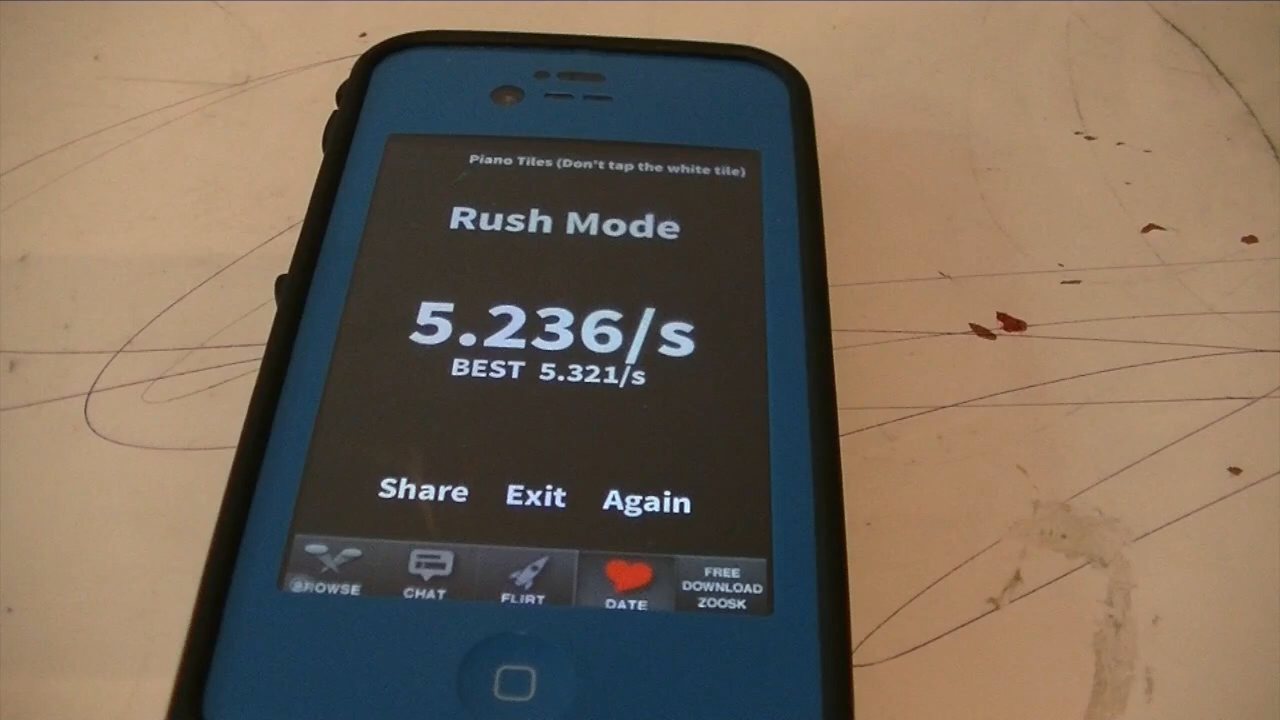 Piano Tiles (Don't tap the white tile)
Rush Mode
5.236/s
BEST 5.321/s
Share Exit Again
BROWSE CHAT FLIRT DATE FREE DOWNLOAD ZOOSK